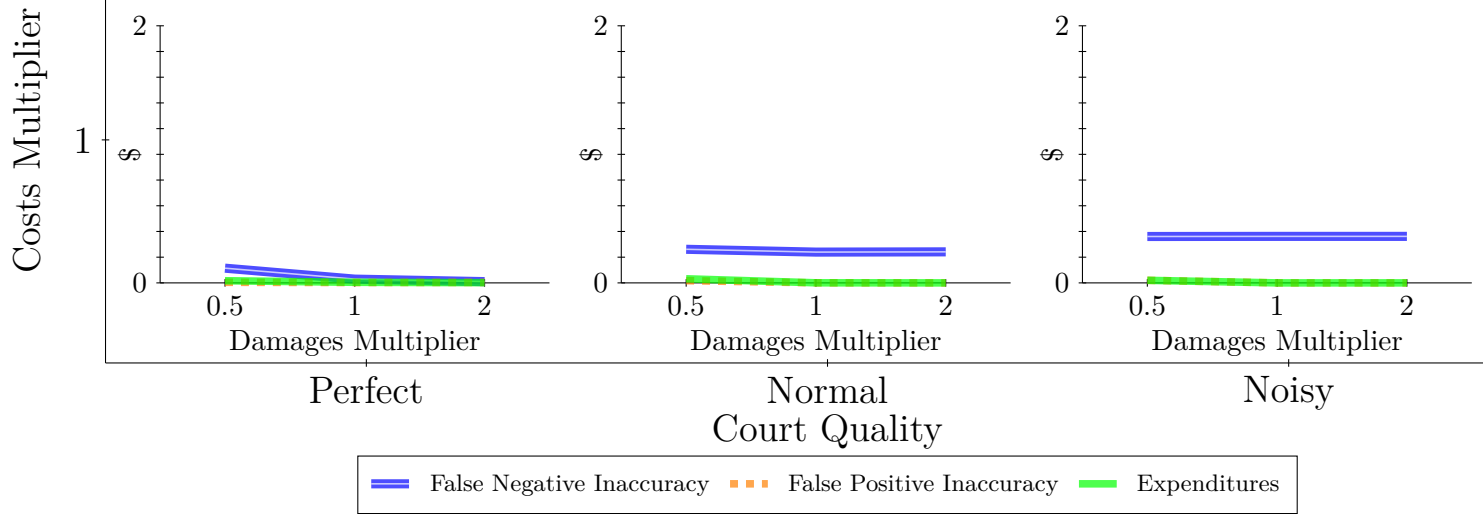 Costs Multiplier
1
2
$
0
0.5 1 2
Damages Multiplier
2
$
0
0.5 1 2
Damages Multiplier
2
$
0
0.5 1 2
Damages Multiplier
Perfect Normal Noisy
Court Quality
False Negative Inaccuracy False Positive Inaccuracy Expenditures